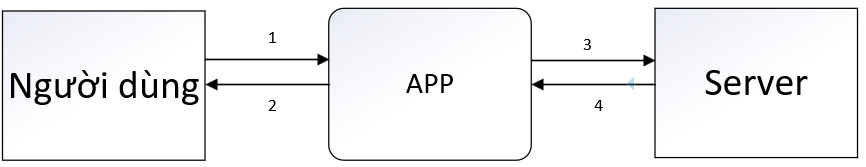 1
3
Người dùng
APP
Server
2
4